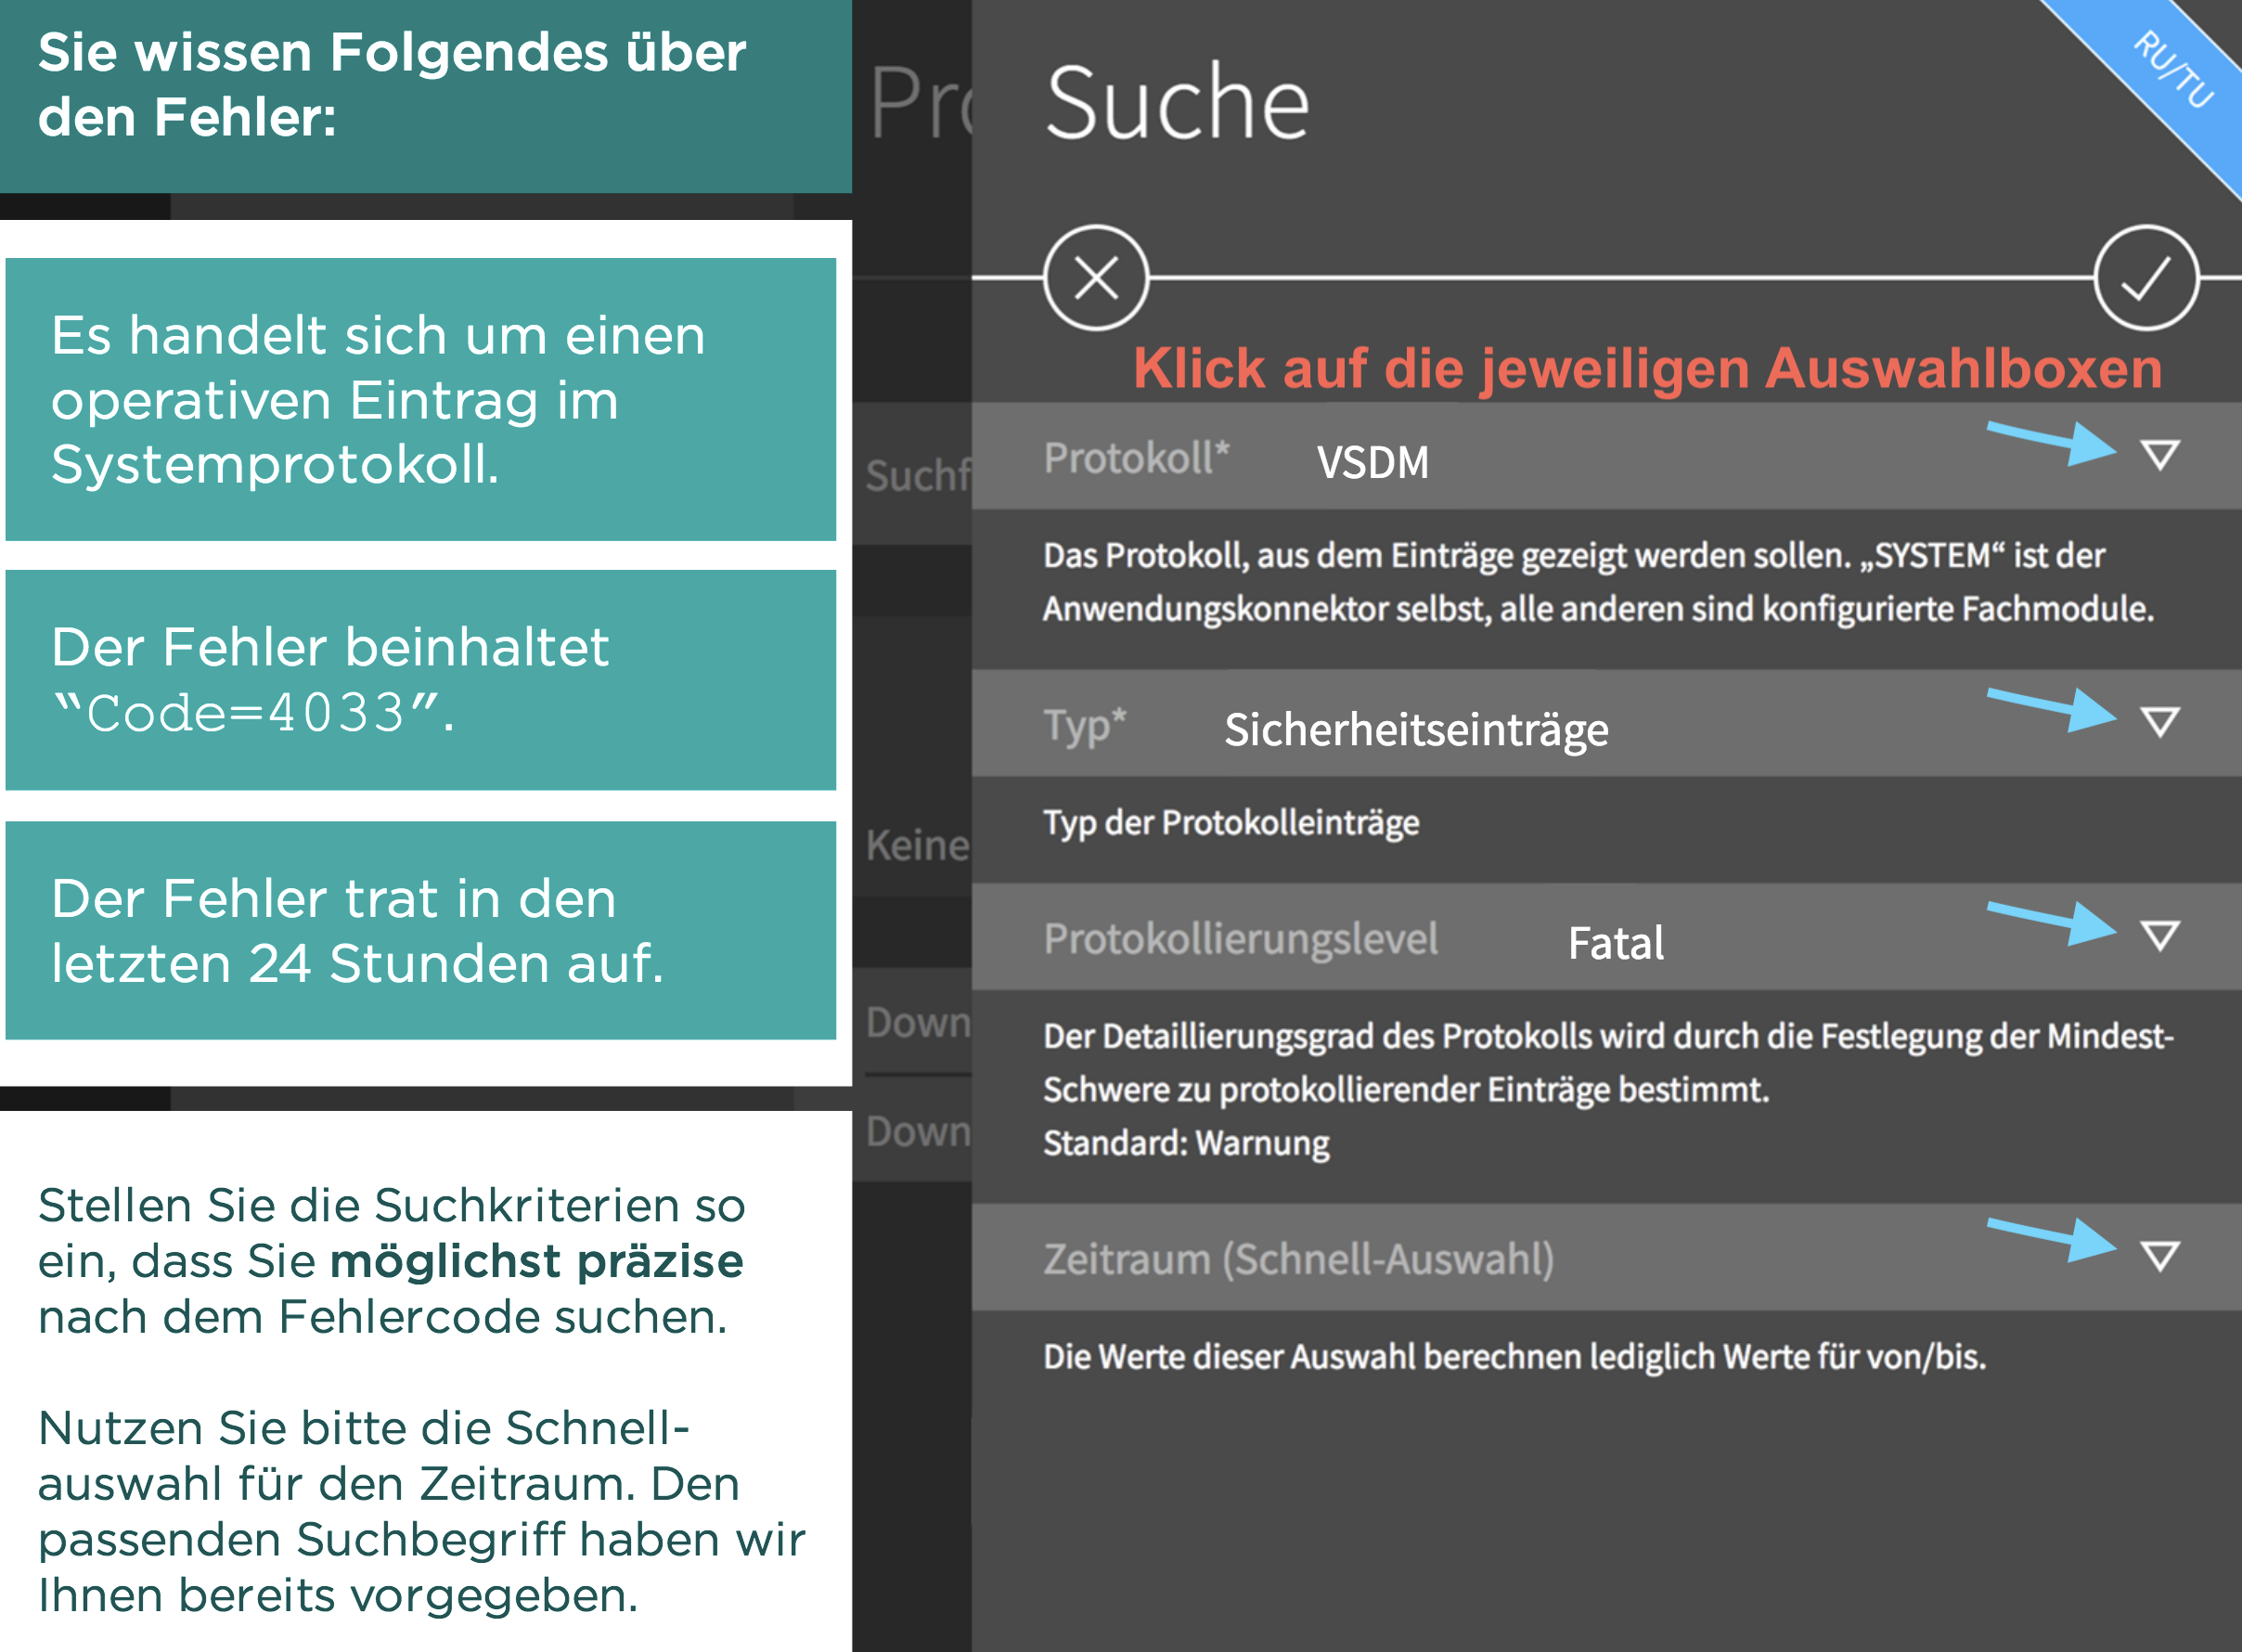 Sie wissen Folgendes über
den Fehler:
Es handelt sich um einen
operativen Eintrag im
Systemprotokoll.
Der Fehler beinhaltet
“Code=4033”.
Der Fehler trat in den
letzten 24 Stunden auf.
Stellen Sie die Suchkriterien so
ein, dass Sie möglichst präzise
nach dem Fehlercode suchen.
Nutzen Sie bitte die Schnell-
auswahl für den Zeitraum. Den
passenden Suchbegriff haben wir
Ihnen bereits vorgegeben.
Pro
Suchf
Keine
Down
Down
Suche
RU/TU
Klick auf die jeweiligen Auswahlboxen
Protokoll* VSDM
Das Protokoll, aus dem Einträge gezeigt werden sollen. „SYSTEM“ ist der
Anwendungskonnektor selbst, alle anderen sind konfigurierte Fachmodule.
Typ* Sicherheitseinträge
Typ der Protokolleinträge
Protokollierungslevel Fatal
Der Detaillierungsgrad des Protokolls wird durch die Festlegung der Mindest-
Schwere zu protokollierender Einträge bestimmt.
Standard: Warnung
Zeitraum (Schnell-Auswahl)
Die Werte dieser Auswahl berechnen lediglich Werte für von/bis.